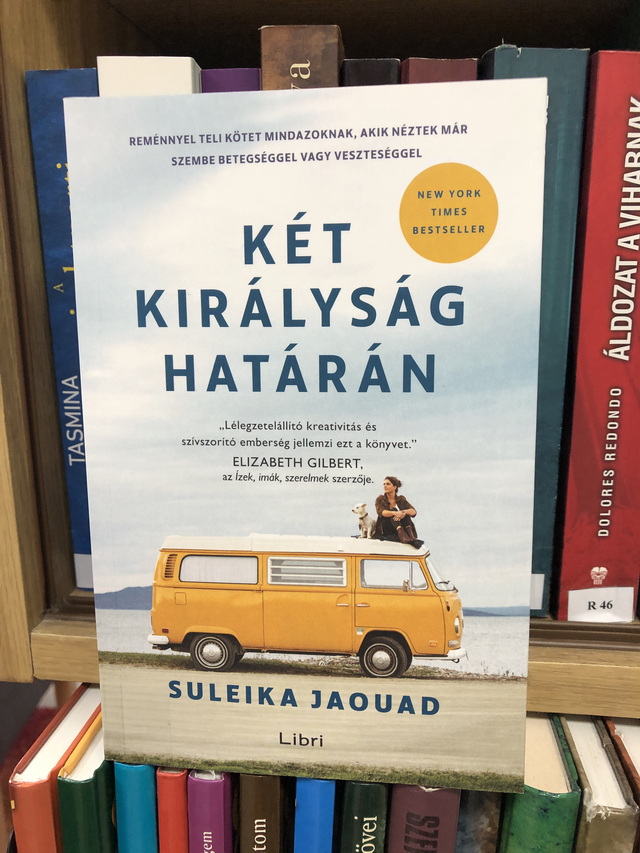 REMÉNNYEL TELI KÖTET MINDAZOKNAK, AKIK NÉZTEK MÁR
SZEMBE BETEGSÉGGEL VAGY VESZTESÉGGEL
NEW YORK
TIMES
BESTSELLER
KÉT
KIRÁLYSÁG
HATÁRÁN
„Lélegzetelállító kreativitás és
szívszorító emberség jellemzi ezt a könyvet.”
ELIZABETH GILBERT,
az Ízek, imák, szerelmek szerzője.
SULEIKA JAOUAD
Libri
TASMINA
A
DOLORES REDONDO
ÁLDOZAT A VIHARNAK
R 46